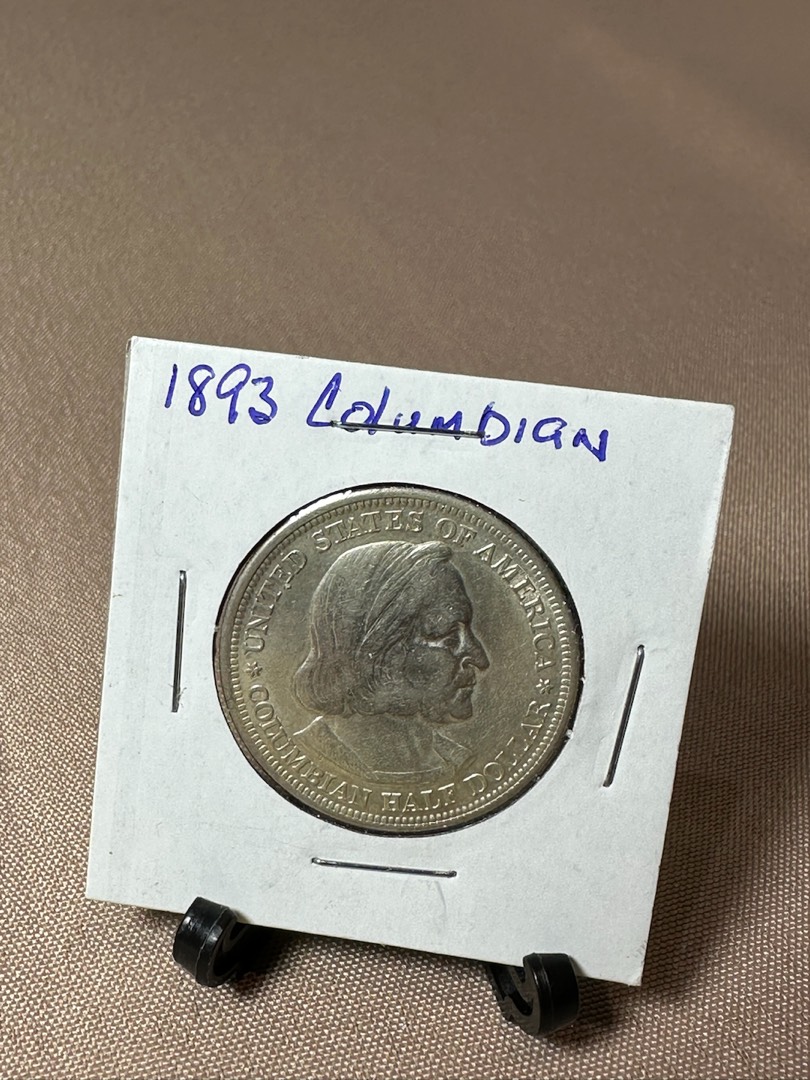 1893 Columbian
UNITED STATES OF AMERICA
* COLUMBIAN HALF DOLLAR *